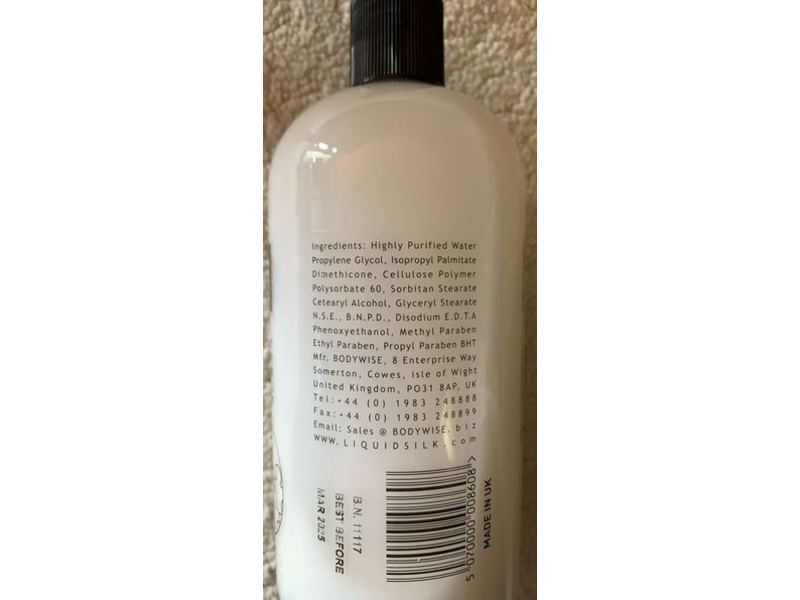 Ingredients: Highly Purified Water
Propylene Glycol, Isopropyl Palmitate
Dimethicone, Cellulose Polymer
Polysorbate 60, Sorbitan Stearate
Cetearyl Alcohol, Glyceryl Stearate
N.S.E., B.N.P.D., Disodium E.D.T.A
Phenoxyethanol, Methyl Paraben
Ethyl Paraben, Propyl Paraben BHT
Mfr. BODYWISE, 8 Enterprise Way
Somerton, Cowes, isle of Wight
United Kingdom, PO31 8AP, UK
Tel:+44 (0) 1983 248888
Fax:+44 (0) 1983 248899
Email: Sales @ BODYWISE.biz
www.LIQUIDSILK.com
B.N. 11117
BEST BEFORE
MAR 2025
5 070000 008608 >
MADE IN UK